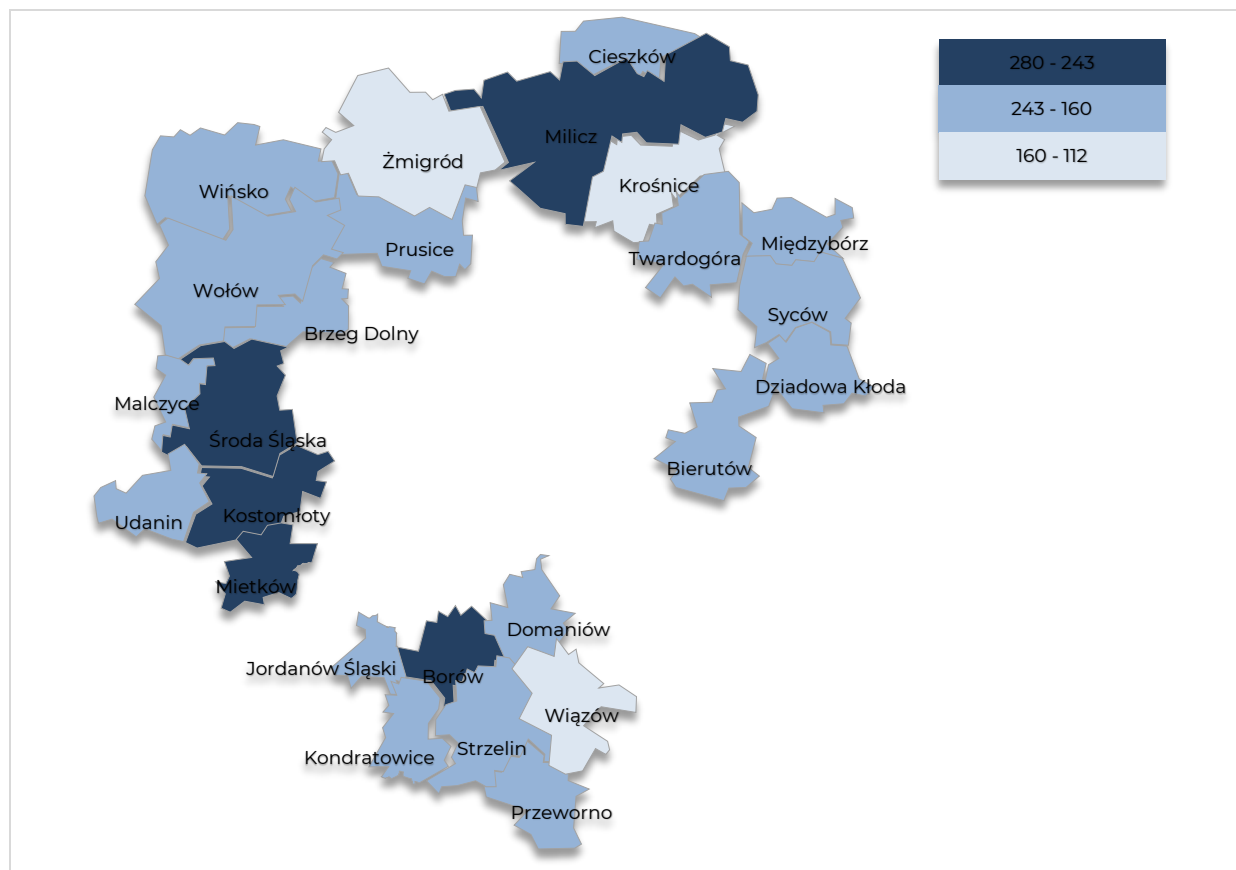 Cieszków
280 - 243
243 - 160
160 - 112
Milicz
Żmigród
Krośnice
Wińsko
Prusice
Międzybórz
Twardogóra
Wołów
Syców
Brzeg Dolny
Dziadowa Kłoda
Malczyce
Środa Śląska
Bierutów
Kostomłoty
Udanin
Mietków
Domaniów
Jordanów Śląski
Borów
Wiązów
Strzelin
Kondratowice
Przeworno